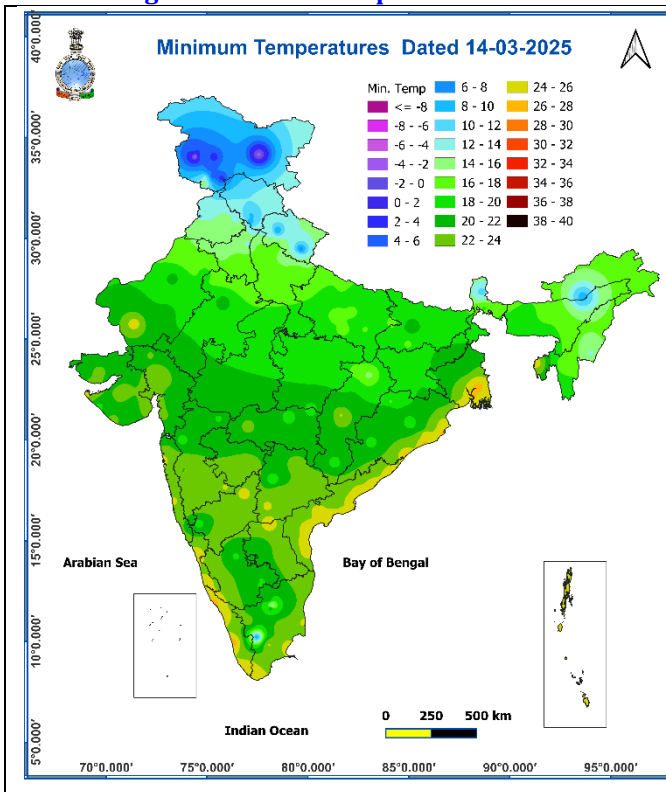 Minimum Temperatures Dated 14-03-2025
Min. Temp
<= -8
-8 - -6
-6 - -4
-4 - -2
-2 - 0
0 - 2
2 - 4
4 - 6
6 - 8
8 - 10
10 - 12
12 - 14
14 - 16
16 - 18
18 - 20
20 - 22
22 - 24
24 - 26
26 - 28
28 - 30
30 - 32
32 - 34
34 - 36
36 - 38
38 - 40
40°0.000'
35°0.000'
30°0.000'
25°0.000'
20°0.000'
15°0.000'
10°0.000'
5°0.000'
Arabian Sea
Bay of Bengal
Indian Ocean
0 250 500 km
70°0.000' 75°0.000' 80°0.000' 85°0.000' 90°0.000' 95°0.000'